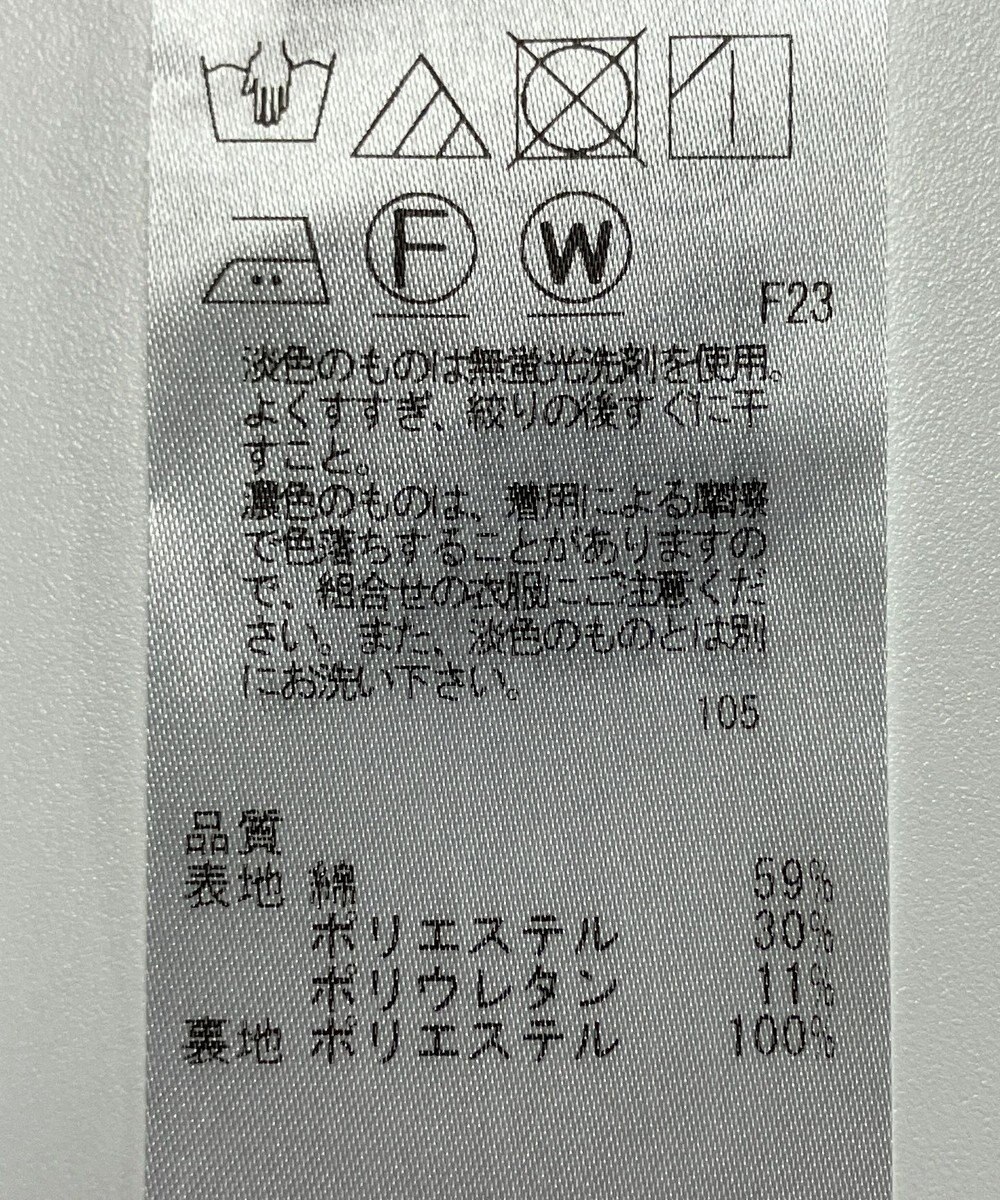 F W
F23
淡色のものは無蛍光洗剤を使用。
よくすすぎ、絞りの後すぐに干
すこと。
濃色のものは、着用による摩擦
で色落ちすることがありますの
で、組合せの衣服にご注意くだ
さい。また、淡色のものとは別
にお洗い下さい。
105
品質
表地 綿 59%
ポリエステル 30%
ポリウレタン 11%
裏地 ポリエステル 100%